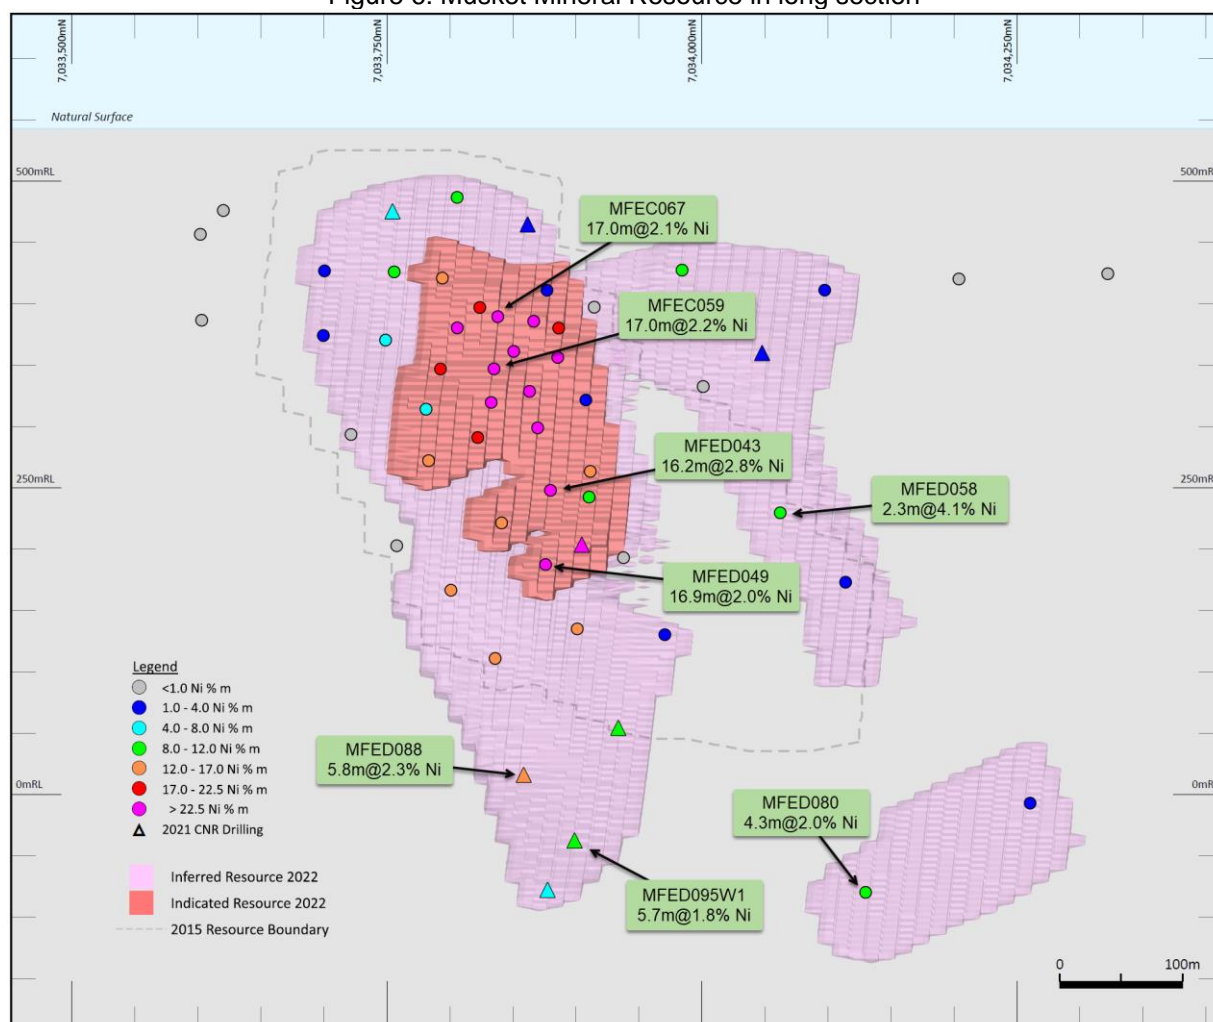 Figure 6: Musket Mineral Resource in long section
7,033,500mN
7,033,750mN
7,034,000mN
7,034,250mN
Natural Surface
500mRL
500mRL
MFEC067
17.0m@2.1% Ni
MFEC059
17.0m@2.2% Ni
MFED043
16.2m@2.8% Ni
250mRL
250mRL
MFED058
2.3m@4.1% Ni
MFED049
16.9m@2.0% Ni
Legend
<1.0 Ni % m
1.0 - 4.0 Ni % m
4.0 - 8.0 Ni % m
8.0 - 12.0 Ni % m
12.0 - 17.0 Ni % m
17.0 - 22.5 Ni % m
> 22.5 Ni % m
2021 CNR Drilling
Inferred Resource 2022
Indicated Resource 2022
2015 Resource Boundary
MFED088
5.8m@2.3% Ni
0mRL
0mR
MFED080
4.3m@2.0% Ni
MFED095W1
5.7m@1.8% Ni
0
100m